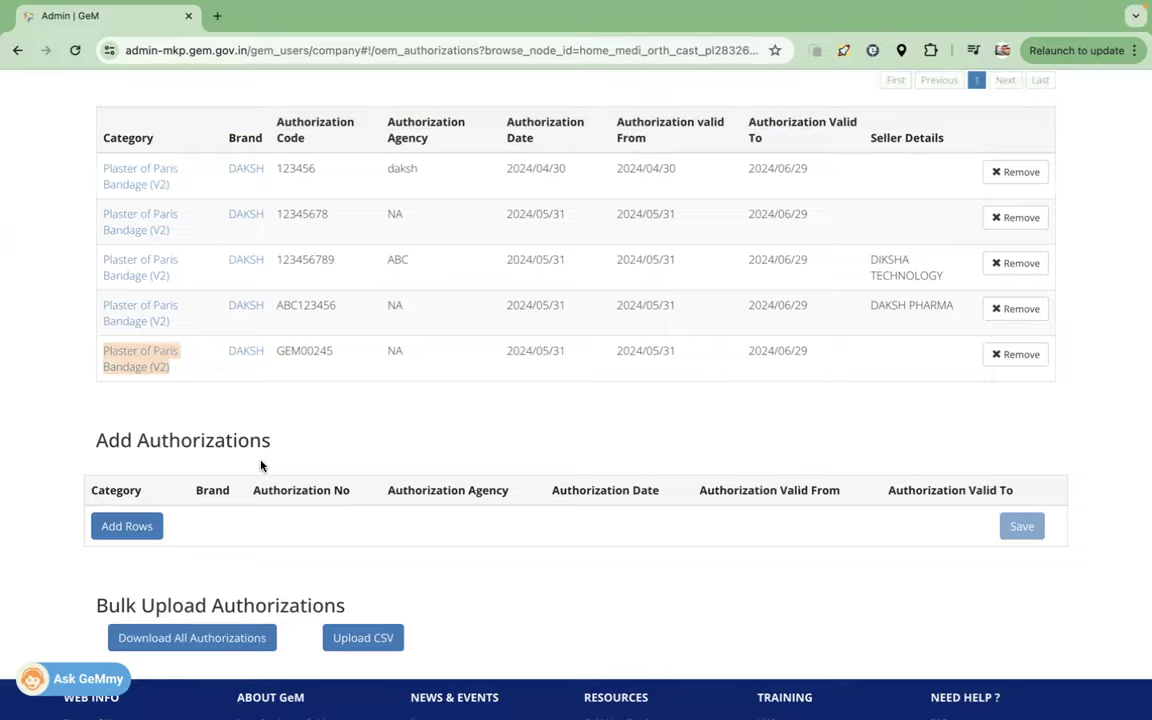 Admin | GeM
admin-mkp.gem.gov.in/gem_users/company#!/oem_authorizations?browse_node_id=home_medi_orth_cast_pl28326...
Relaunch to update
First Previous 1 Next Last
Category Brand Authorization Code Authorization Agency Authorization Date Authorization valid From Authorization Valid To Seller Details
Plaster of Paris Bandage (V2) DAKSH 123456 daksh 2024/04/30 2024/04/30 2024/06/29 Remove
Plaster of Paris Bandage (V2) DAKSH 12345678 NA 2024/05/31 2024/05/31 2024/06/29 Remove
Plaster of Paris Bandage (V2) DAKSH 123456789 ABC 2024/05/31 2024/05/31 2024/06/29 DIKSHA TECHNOLOGY Remove
Plaster of Paris Bandage (V2) DAKSH ABC123456 NA 2024/05/31 2024/05/31 2024/06/29 DAKSH PHARMA Remove
Plaster of Paris Bandage (V2) DAKSH GEM00245 NA 2024/05/31 2024/05/31 2024/06/29 Remove
Add Authorizations
Category Brand Authorization No Authorization Agency Authorization Date Authorization Valid From Authorization Valid To
Add Rows Save
Bulk Upload Authorizations
Download All Authorizations Upload CSV
Ask GeMmy
WEB INFO ABOUT GeM NEWS & EVENTS RESOURCES TRAINING NEED HELP ?